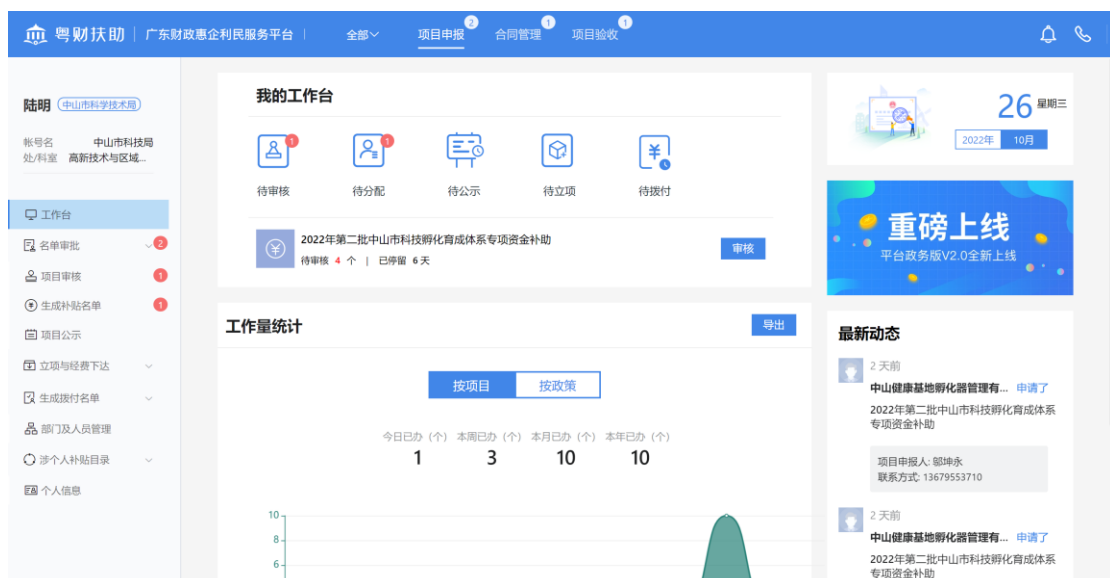 粤财扶助
广东财政惠企利民服务平台
全部
项目申报
2
合同管理
1
项目验收
1
陆明
中山市科学技术局
帐号名 中山市科技局
处/科室 高新技术与区域...
工作台
名单审批
2
项目审核
1
生成补贴名单
1
项目公示
立项与经费下达
生成拨付名单
部门及人员管理
涉个人补贴目录
个人信息
我的工作台
1
1
待审核 待分配 待公示 待立项 待拨付
2022年第二批中山市科技孵化育成体系专项资金补助
待审核 4 个 | 已停留 6 天
审核
工作量统计
导出
按项目 按政策
今日已办（个） 本周已办（个） 本月已办（个） 本年已办（个）
1 3 10 10
10
8
6
26 星期三
2022年 10月
重磅上线
平台政务版V2.0全新上线
最新动态
2 天前
中山健康基地孵化器管理有... 申请了
2022年第二批中山市科技孵化育成体系
专项资金补助
项目申报人: 邬坤永
联系方式: 13679553710
2 天前
中山健康基地孵化器管理有... 申请了
2022年第二批中山市科技孵化育成体系
专项资金补助